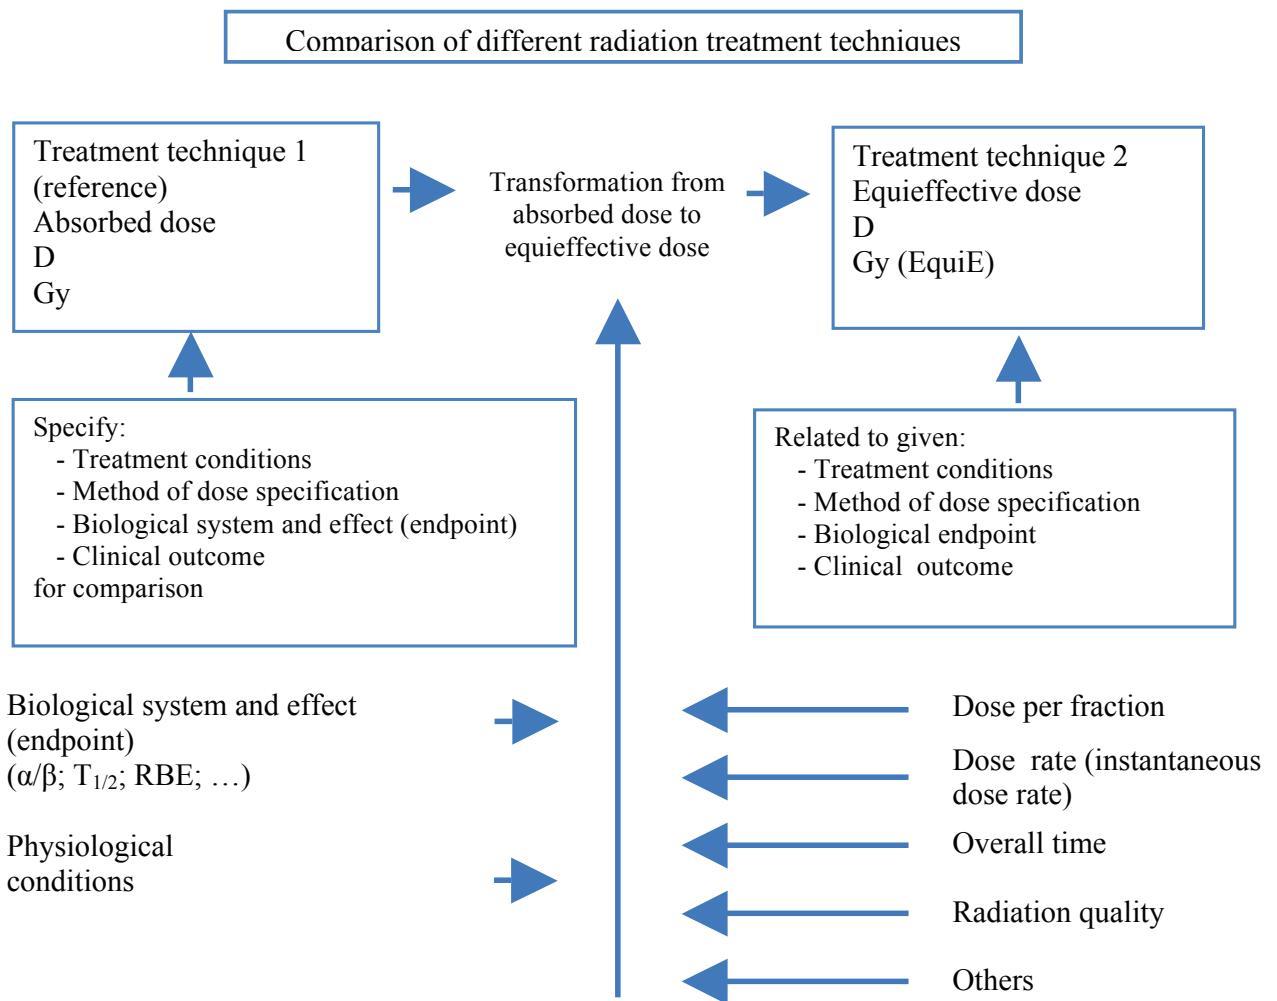 Comparison of different radiation treatment techniques
Treatment technique 1
(reference)
Absorbed dose
D
Gy
Transformation from
absorbed dose to
equieffective dose
Treatment technique 2
Equieffective dose
D
Gy (EquiE)
Specify:
- Treatment conditions
- Method of dose specification
- Biological system and effect (endpoint)
- Clinical outcome
for comparison
Related to given:
- Treatment conditions
- Method of dose specification
- Biological endpoint
- Clinical outcome
Biological system and effect
(endpoint)
(α/β; T1/2; RBE; …)
Physiological
conditions
Dose per fraction
Dose rate (instantaneous
dose rate)
Overall time
Radiation quality
Others